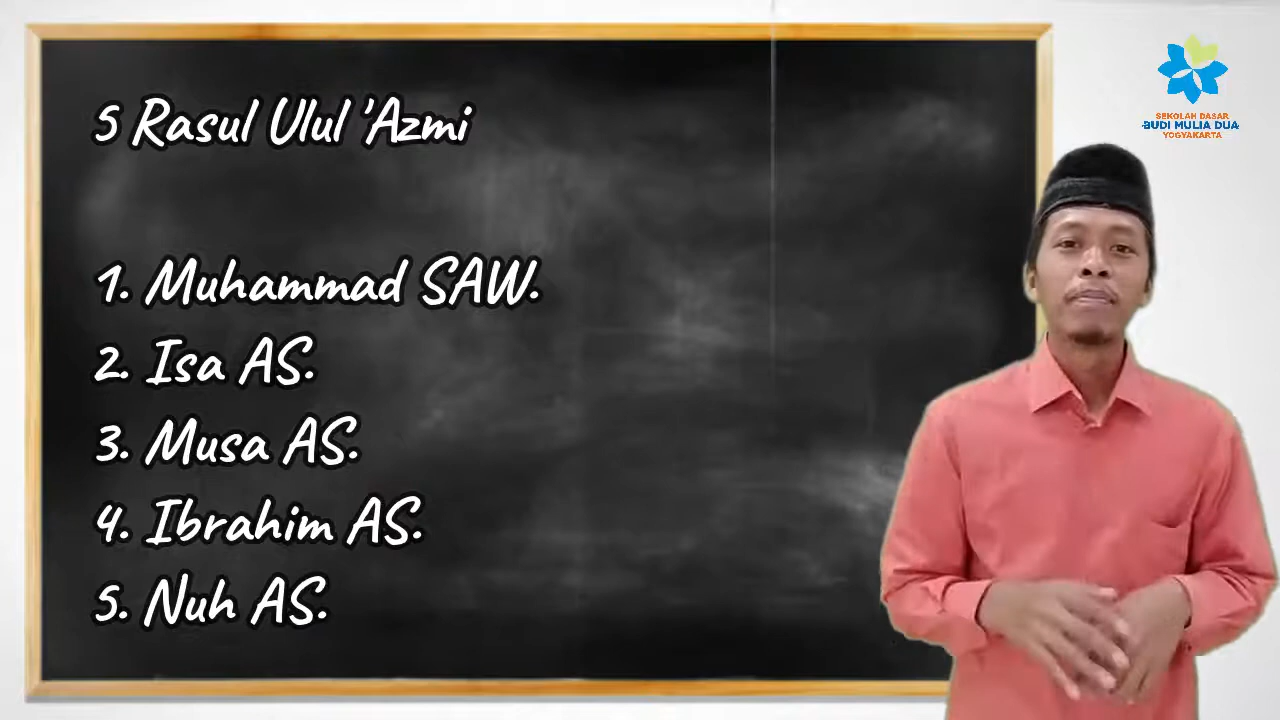 5 Rasul Ulul 'Azmi
1. Muhammad SAW.
2. Isa AS.
3. Musa AS.
4. Ibrahim AS.
5. Nuh AS.
SEKOLAH DASAR
BUDI MULIA DUA
YOGYAKARTA